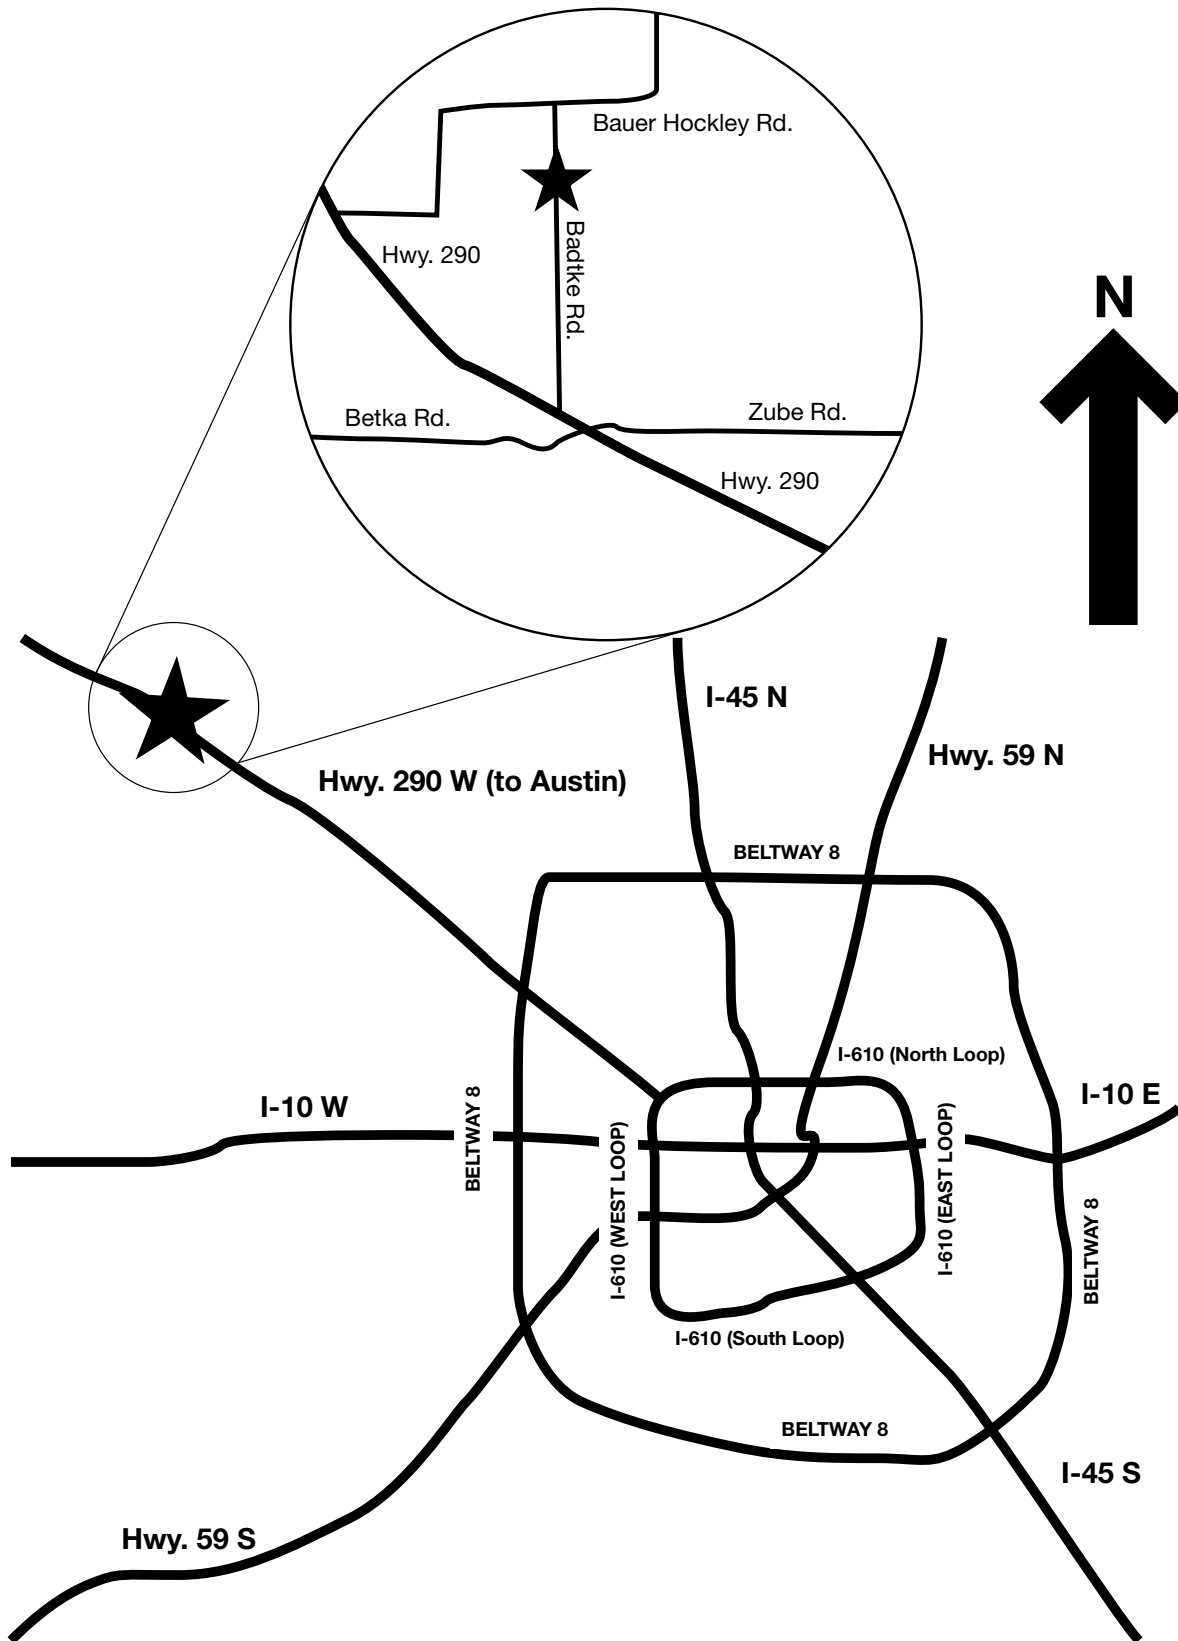 Bauer Hockley Rd.
Hwy. 290
Badtke Rd.
N
Betka Rd.
Zube Rd.
Hwy. 290
I-45 N
Hwy. 59 N
Hwy. 290 W (to Austin)
BELTWAY 8
I-610 (North Loop)
I-10 W
I-10 E
BELTWAY 8
I-610 (WEST LOOP)
I-610 (EAST LOOP)
BELTWAY 8
I-610 (South Loop)
BELTWAY 8
I-45 S
Hwy. 59 S